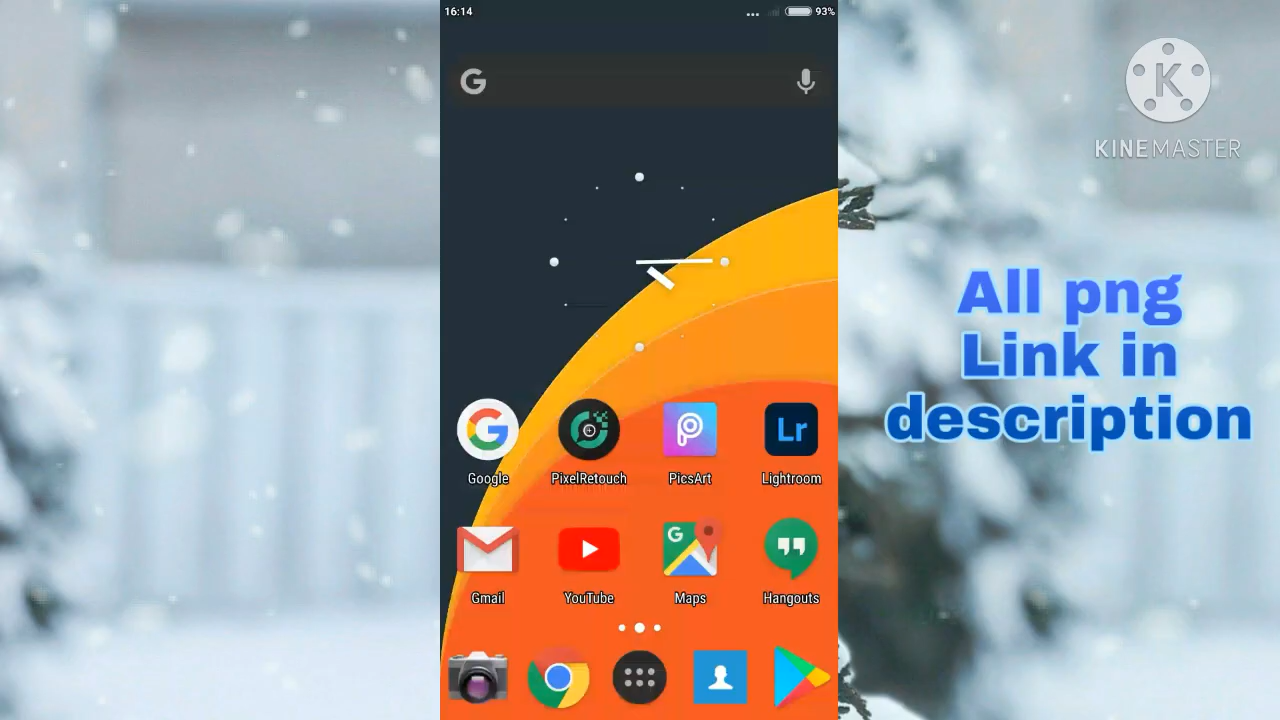 16:14
93%
G
K
KINEMASTER
All png
Link in
description
Lr
Google
PixelRetouch
PicsArt
Lightroom
G
Gmail
YouTube
Maps
Hangouts